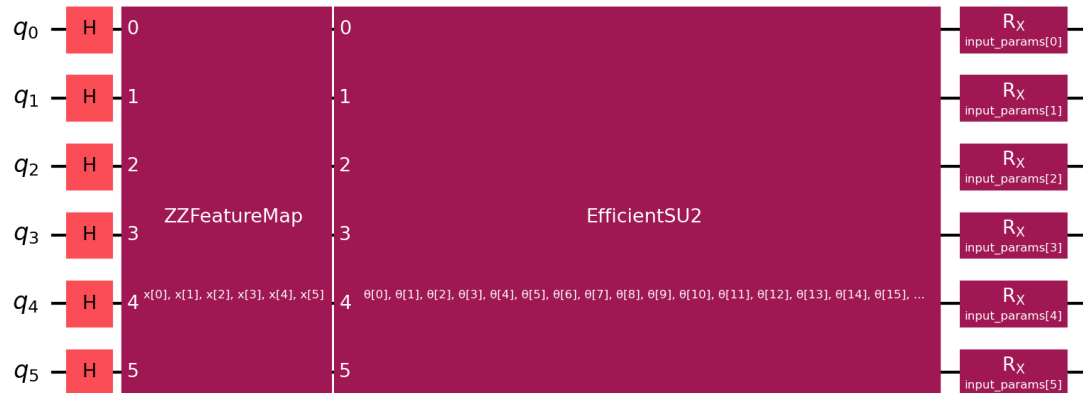 q0 H 0 0 RX
input_params[0]
q1 H 1 1 RX
input_params[1]
q2 H 2 2 RX
input_params[2]
ZZFeatureMap EfficientSU2
q3 H 3 3 RX
input_params[3]
x[0], x[1], x[2], x[3], x[4], x[5] θ[0], θ[1], θ[2], θ[3], θ[4], θ[5], θ[6], θ[7], θ[8], θ[9], θ[10], θ[11], θ[12], θ[13], θ[14], θ[15], ...
q4 H 4 4 RX
input_params[4]
q5 H 5 5 RX
input_params[5]